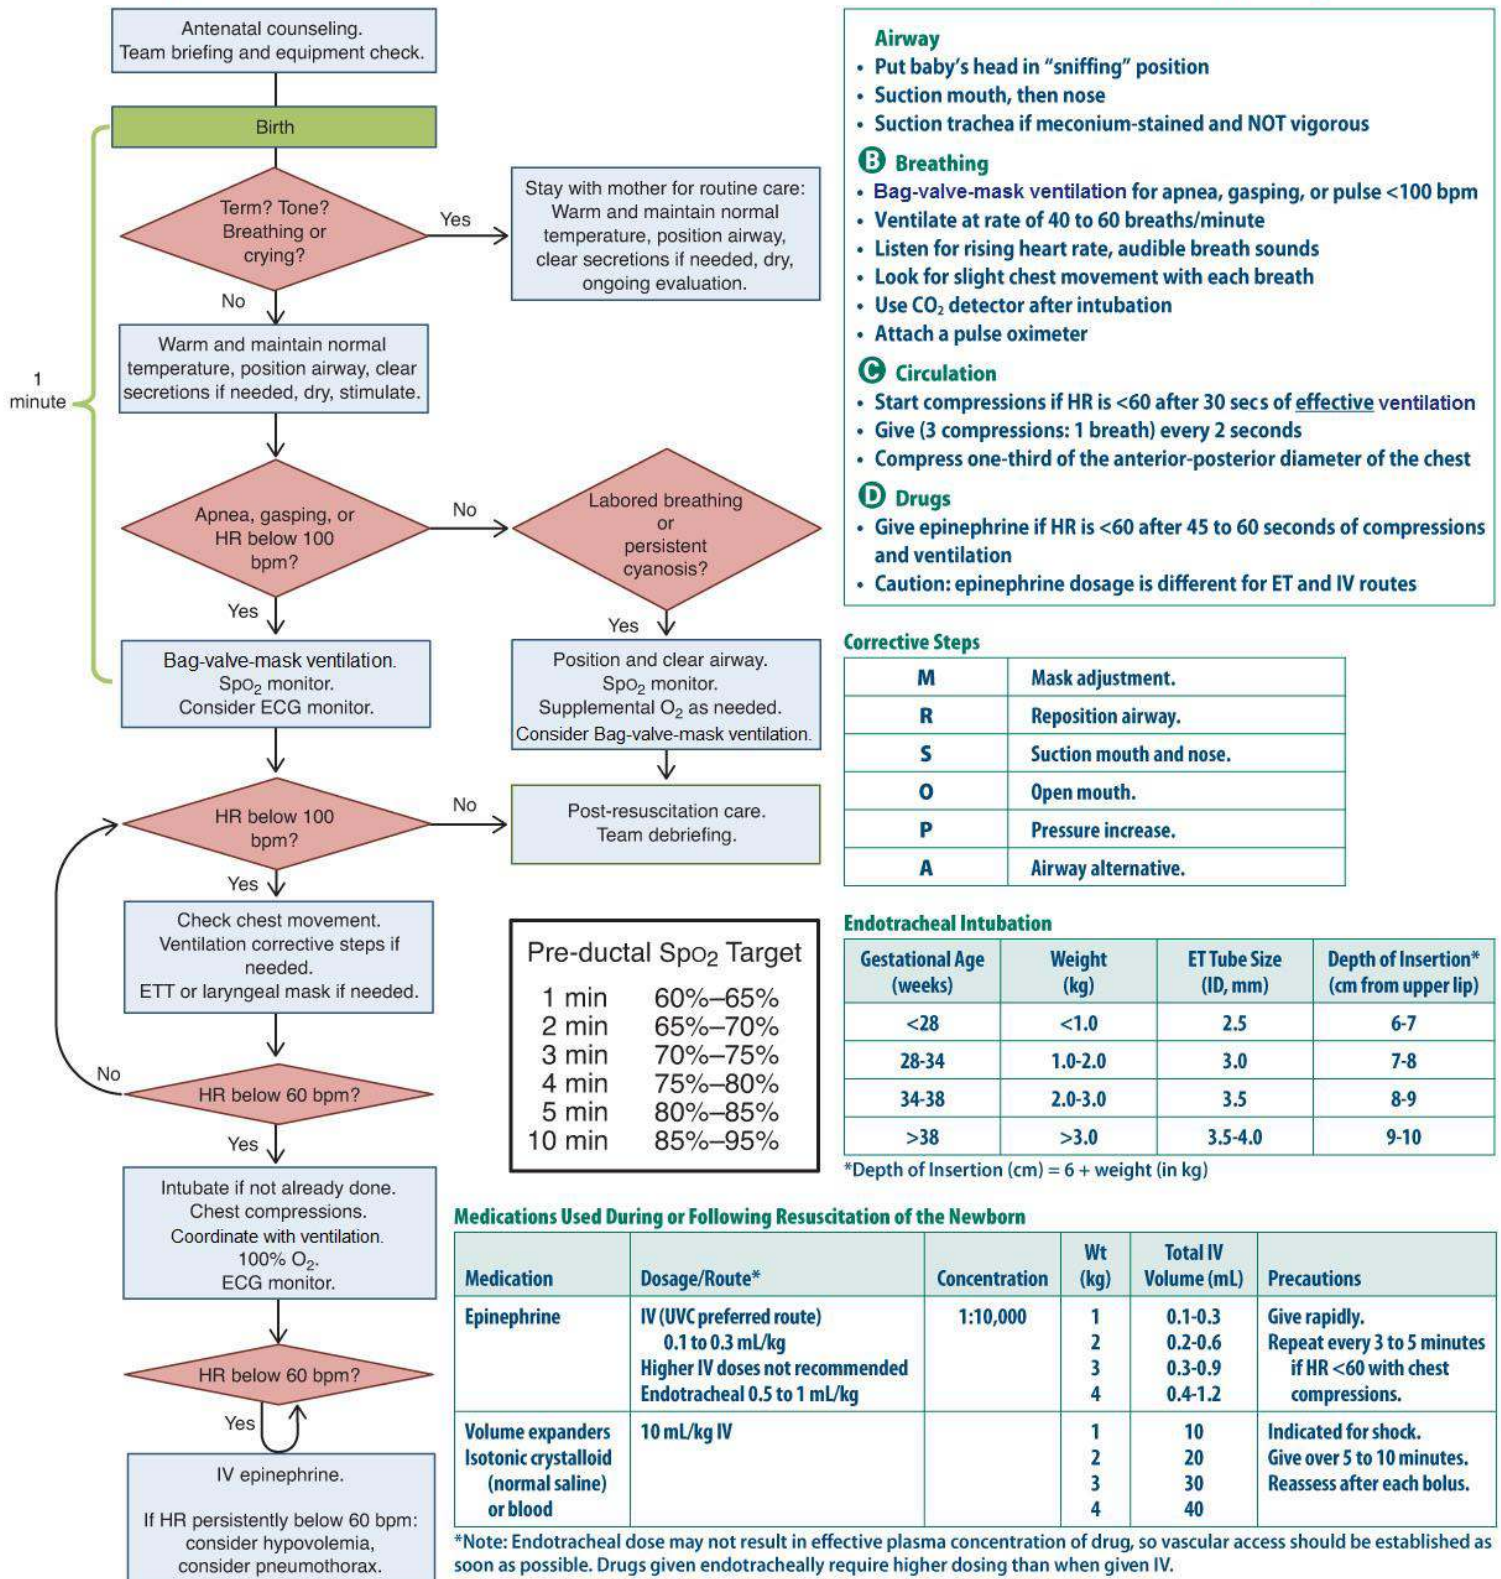 Antenatal counseling.
Team briefing and equipment check.
Birth
1
minute
Term? Tone?
Breathing or
crying?
Yes
Stay with mother for routine care:
Warm and maintain normal
temperature, position airway,
clear secretions if needed, dry,
ongoing evaluation.
No
Warm and maintain normal
temperature, position airway, clear
secretions if needed, dry, stimulate.
Apnea, gasping, or
HR below 100
bpm?
No
Labored breathing
or
persistent
cyanosis?
Yes
Yes
Bag-valve-mask ventilation.
SpO₂ monitor.
Consider ECG monitor.
Position and clear airway.
SpO₂ monitor.
Supplemental O₂ as needed.
Consider Bag-valve-mask ventilation.
HR below 100
bpm?
No
Post-resuscitation care.
Team debriefing.
Yes
Check chest movement.
Ventilation corrective steps if
needed.
ETT or laryngeal mask if needed.
No
HR below 60 bpm?
Yes
Intubate if not already done.
Chest compressions.
Coordinate with ventilation.
100% O₂.
ECG monitor.
HR below 60 bpm?
Yes
IV epinephrine.
If HR persistently below 60 bpm:
consider hypovolemia,
consider pneumothorax.
Pre-ductal SpO₂ Target
1 min 60%–65%
2 min 65%–70%
3 min 70%–75%
4 min 75%–80%
5 min 80%–85%
10 min 85%–95%
Airway
• Put baby's head in "sniffing" position
• Suction mouth, then nose
• Suction trachea if meconium-stained and NOT vigorous
B Breathing
• Bag-valve-mask ventilation for apnea, gasping, or pulse <100 bpm
• Ventilate at rate of 40 to 60 breaths/minute
• Listen for rising heart rate, audible breath sounds
• Look for slight chest movement with each breath
• Use CO₂ detector after intubation
• Attach a pulse oximeter
C Circulation
• Start compressions if HR is <60 after 30 secs of effective ventilation
• Give (3 compressions: 1 breath) every 2 seconds
• Compress one-third of the anterior-posterior diameter of the chest
D Drugs
• Give epinephrine if HR is <60 after 45 to 60 seconds of compressions
and ventilation
• Caution: epinephrine dosage is different for ET and IV routes
Corrective Steps
M Mask adjustment.
R Reposition airway.
S Suction mouth and nose.
O Open mouth.
P Pressure increase.
A Airway alternative.
Endotracheal Intubation
Gestational Age Weight ET Tube Size Depth of Insertion*
(weeks) (kg) (ID, mm) (cm from upper lip)
<28 <1.0 2.5 6-7
28-34 1.0-2.0 3.0 7-8
34-38 2.0-3.0 3.5 8-9
>38 >3.0 3.5-4.0 9-10
*Depth of Insertion (cm) = 6 + weight (in kg)
Medications Used During or Following Resuscitation of the Newborn
Wt Total IV
Medication Dosage/Route* Concentration (kg) Volume (mL) Precautions
Epinephrine IV (UVC preferred route) 1:10,000 1 0.1-0.3 Give rapidly.
0.1 to 0.3 mL/kg 2 0.2-0.6 Repeat every 3 to 5 minutes
Higher IV doses not recommended 3 0.3-0.9 if HR <60 with chest
Endotracheal 0.5 to 1 mL/kg 4 0.4-1.2 compressions.
Volume expanders 10 mL/kg IV 1 10 Indicated for shock.
Isotonic crystalloid 2 20 Give over 5 to 10 minutes.
(normal saline) 3 30 Reassess after each bolus.
or blood 4 40
*Note: Endotracheal dose may not result in effective plasma concentration of drug, so vascular access should be established as
soon as possible. Drugs given endotracheally require higher dosing than when given IV.